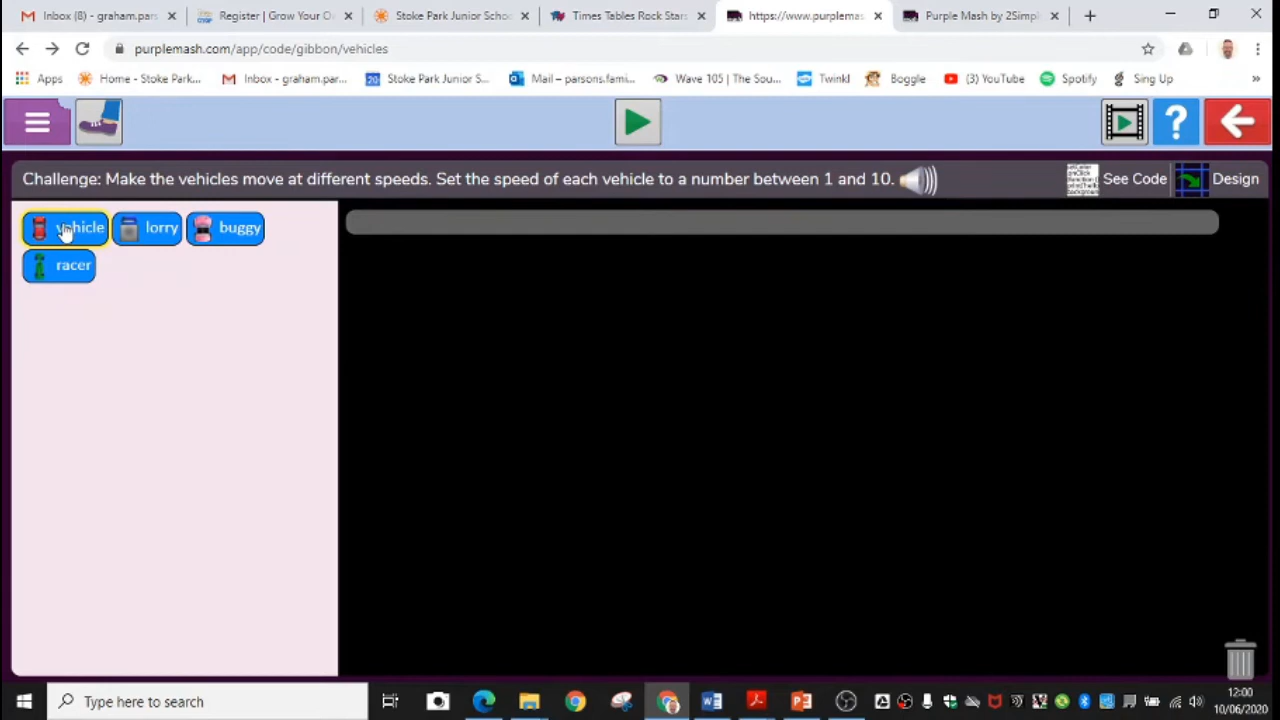 Inbox (8) - graham.pars
Register | Grow Your O
Stoke Park Junior Schoo
Times Tables Rock Stars
https://www.purplemas
Purple Mash by 2Simpl
purplemash.com/app/code/gibbon/vehicles
Apps
Home - Stoke Park...
Inbox - graham.par...
Stoke Park Junior S...
Mail – parsons.fami...
Wave 105 | The Sou...
Twinkl
Boggle
(3) YouTube
Spotify
Sing Up
»
?
Challenge: Make the vehicles move at different speeds. Set the speed of each vehicle to a number between 1 and 10.
See Code
Design
vehicle
lorry
buggy
racer
Type here to search
12:00
10/06/2020